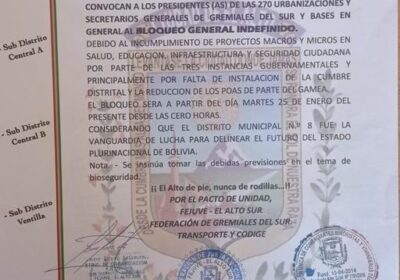 CONVOCAN A LOS PRESIDENTES (AS) DE LAS 270 URBANIZACIONES Y
SECRETARIOS GENERALES DE GREMIALES DEL SUR Y BASES EN
GENERAL AL BLOQUEO GENERAL INDEFINIDO.
- Sub Distrito
Central A
DEBIDO AL INCUMPLIMIENTO DE PROYECTOS MACROS Y MICROS EN
SALUD, EDUCACION, INFRAESTRUCTURA Y SEGURIDAD CIUDADANA
POR PARTE DE LAS TRES INSTANCIAS GUBERNAMENTALES Y
PRINCIPALMENTE POR FALTA DE INSTALACION DE LA CUMBRE
DISTRITAL Y LA REDUCCION DE LOS POAS DE PARTE DEL GAMEA.
EL BLOQUEO SERA A PARTIR DEL DIA MARTES 25 DE ENERO DEL
PRESENTE DESDE LAS CERO HORAS.
- Sub Distrito
Central B
CONSIDERANDO QUE EL DISTRITO MUNICIPAL N.º 8 FUE LA
VANGUARDIA DE LUCHA PARA DELINEAR EL FUTURO DEL ESTADO
PLURINACIONAL DE BOLIVIA.
Nota.- Se insinúa tomar las debidas previsiones en el tema de
bioseguridad.
- Sub Distrito
Ventilla
¡¡ El Alto de pie, nunca de rodillas..!!
POR EL PACTO DE UNIDAD,
FEJUVE - EL ALTO SUR
FEDERACIÓN DE GREMIALES DEL SUR
TRANSPORTE Y CODIGE